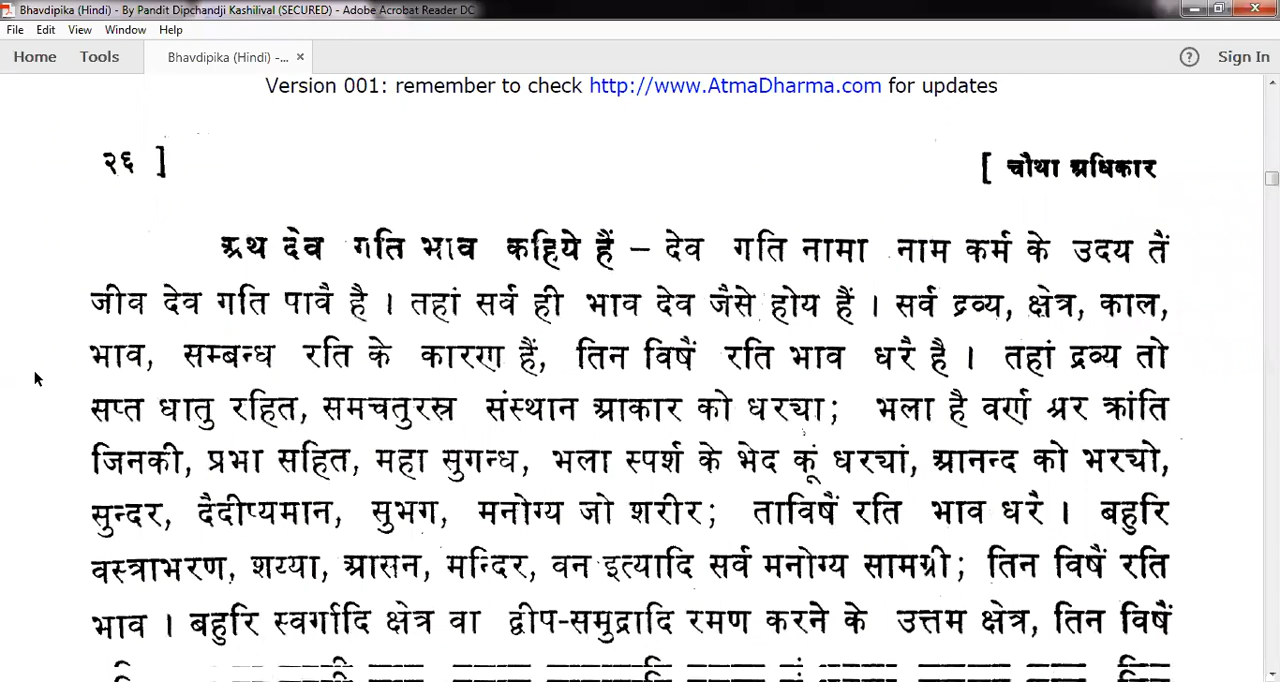 Bhavdipika (Hindi) - By Pandit Dipchandji Kashilival (SECURED) - Adobe Acrobat Reader DC
File Edit View Window Help
Home Tools Bhavdipika (Hindi) -... × ? Sign In
Version 001: remember to check http://www.AtmaDharma.com for updates
२६ ] [ चौथा अधिकार
अथ देव गति भाव कहिये हैं – देव गति नामा नाम कर्म के उदय तैं
जीव देव गति पावै है । तहां सर्व ही भाव देव जैसे होय हैं । सर्व द्रव्य, क्षेत्र, काल,
भाव, सम्बन्ध रति के कारण हैं, तिन विषैं रति भाव धरै है । तहां द्रव्य तो
सप्त धातु रहित, समचतुरस्र संस्थान आकार को धरचा; भला है वर्ण अर क्रांति
जिनकी, प्रभा सहित, महा सुगन्ध, भला स्पर्श के भेद कूं धरचां, आनन्द को भरचो,
सुन्दर, दैदीप्यमान, सुभग, मनोग्य जो शरीर; ताविषैं रति भाव धरै । बहुरि
वस्त्राभरण, शय्या, आसन, मन्दिर, वन इत्यादि सर्व मनोग्य सामग्री; तिन विषैं रति
भाव । बहुरि स्वर्गादि क्षेत्र वा द्वीप-समुद्रादि रमण करने के उत्तम क्षेत्र, तिन विषैं